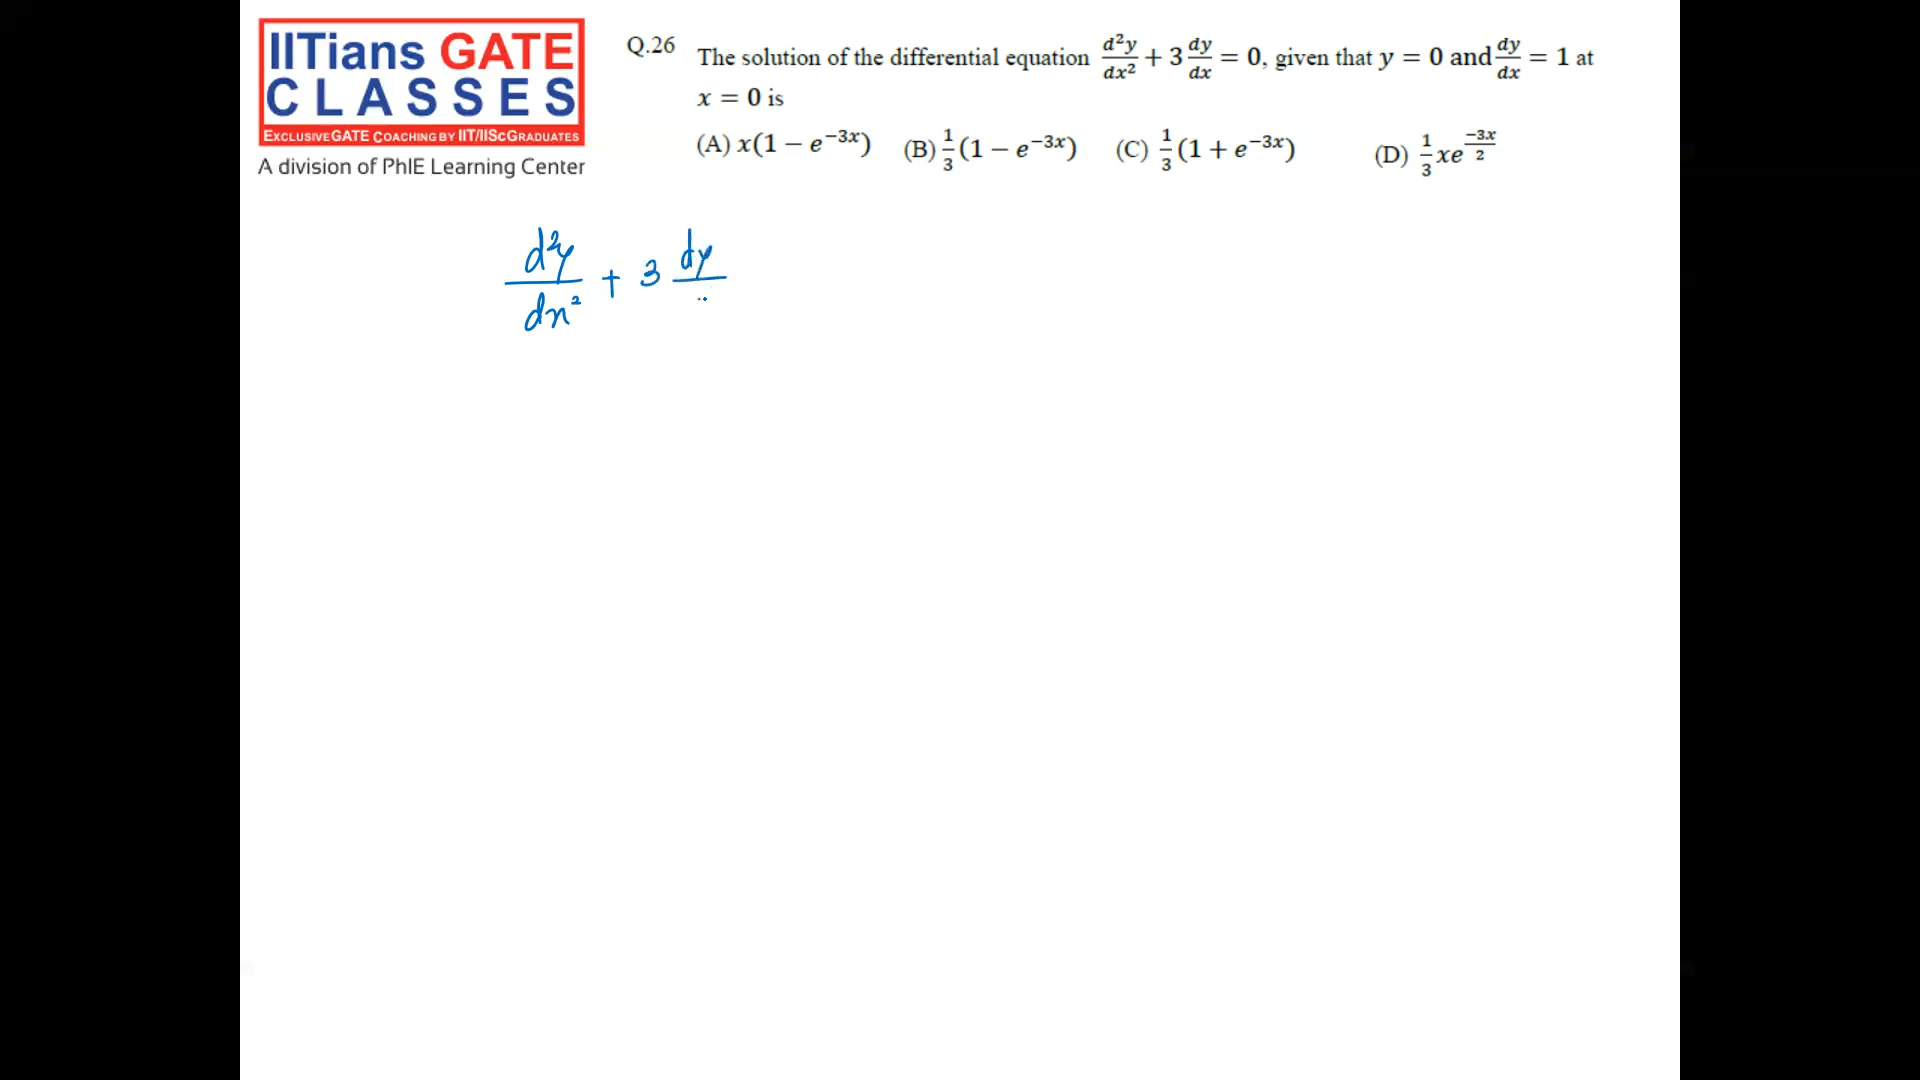 IITians GATE
CLASSES
EXCLUSIVE GATE COACHING BY IIT/IISc GRADUATES
A division of PhIE Learning Center
Q.26 The solution of the differential equation d²y/dx² + 3 dy/dx = 0, given that y = 0 and dy/dx = 1 at
x = 0 is
(A) x(1 − e^{−3x}) (B) 1/3 (1 − e^{−3x}) (C) 1/3 (1 + e^{−3x}) (D) 1/3 xe^{−3x/2}
d²y/dx² + 3 dy